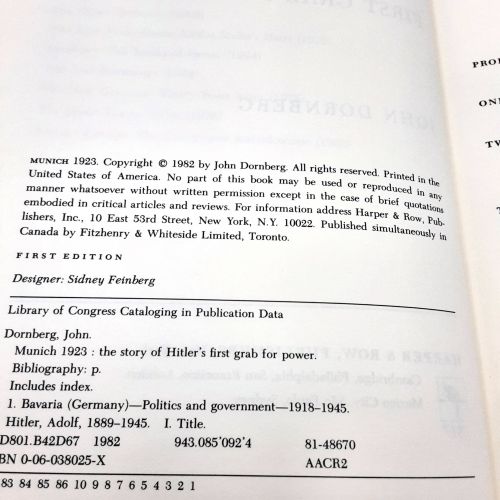 MUNICH 1923. Copyright © 1982 by John Dornberg. All rights reserved. Printed in the
United States of America. No part of this book may be used or reproduced in any
manner whatsoever without written permission except in the case of brief quotations
embodied in critical articles and reviews. For information address Harper & Row, Pub-
lishers, Inc., 10 East 53rd Street, New York, N.Y. 10022. Published simultaneously in
Canada by Fitzhenry & Whiteside Limited, Toronto.
FIRST EDITION
Designer: Sidney Feinberg
Library of Congress Cataloging in Publication Data
Dornberg, John.
Munich 1923 : the story of Hitler's first grab for power.
Bibliography: p.
Includes index.
1. Bavaria (Germany)—Politics and government—1918-1945.
Hitler, Adolf, 1889-1945. I. Title.
D801.B42D67 1982 943.085'092'4 81-48670
BN 0-06-038025-X AACR2
83 84 85 86 10 9 8 7 6 5 4 3 2 1
PRO
ON
TV